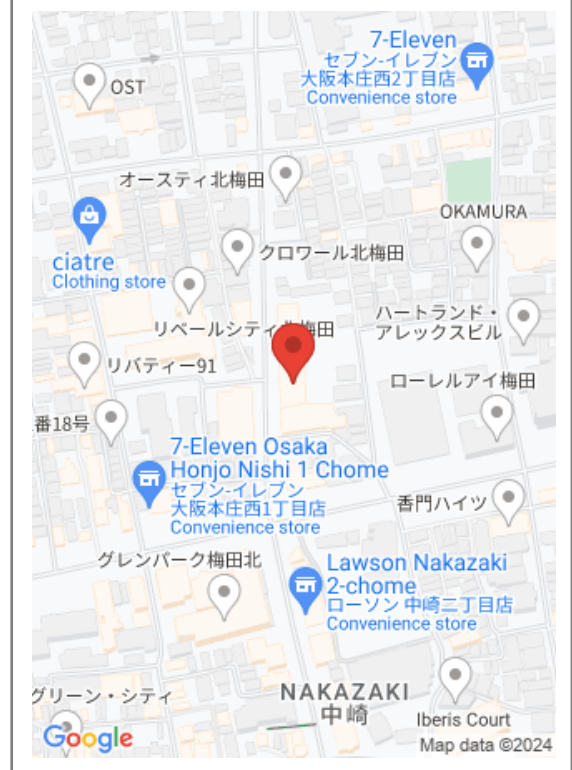 7-Eleven
セブン-イレブン
大阪本庄西2丁目店
Convenience store
OST
オースティ北梅田
OKAMURA
ciatre
Clothing store
クロワール北梅田
リベールシティ北梅田
ハートランド・
アレックスビル
リバティー91
ローレルアイ梅田
番18号
7-Eleven Osaka
Honjo Nishi 1 Chome
セブン-イレブン
大阪本庄西1丁目店
Convenience store
香門ハイツ
グレンパーク梅田北
Lawson Nakazaki
2-chome
ローソン 中崎二丁目店
Convenience store
グリーン・シティ
NAKAZAKI
中崎
Iberis Court
Google
Map data ©2024